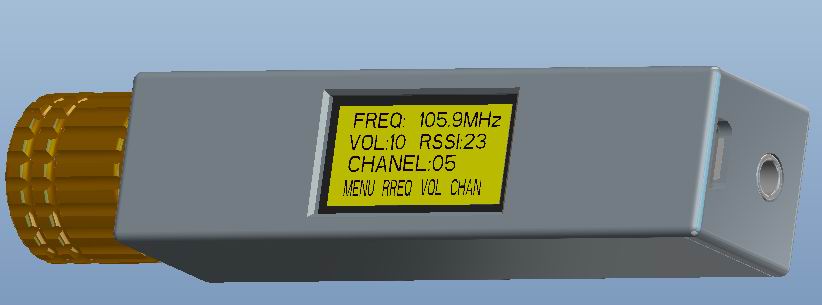 FREQ: 105.9MHz
VOL:10 RSSI:23
CHANEL:05
MENU RREQ VOL CHAN